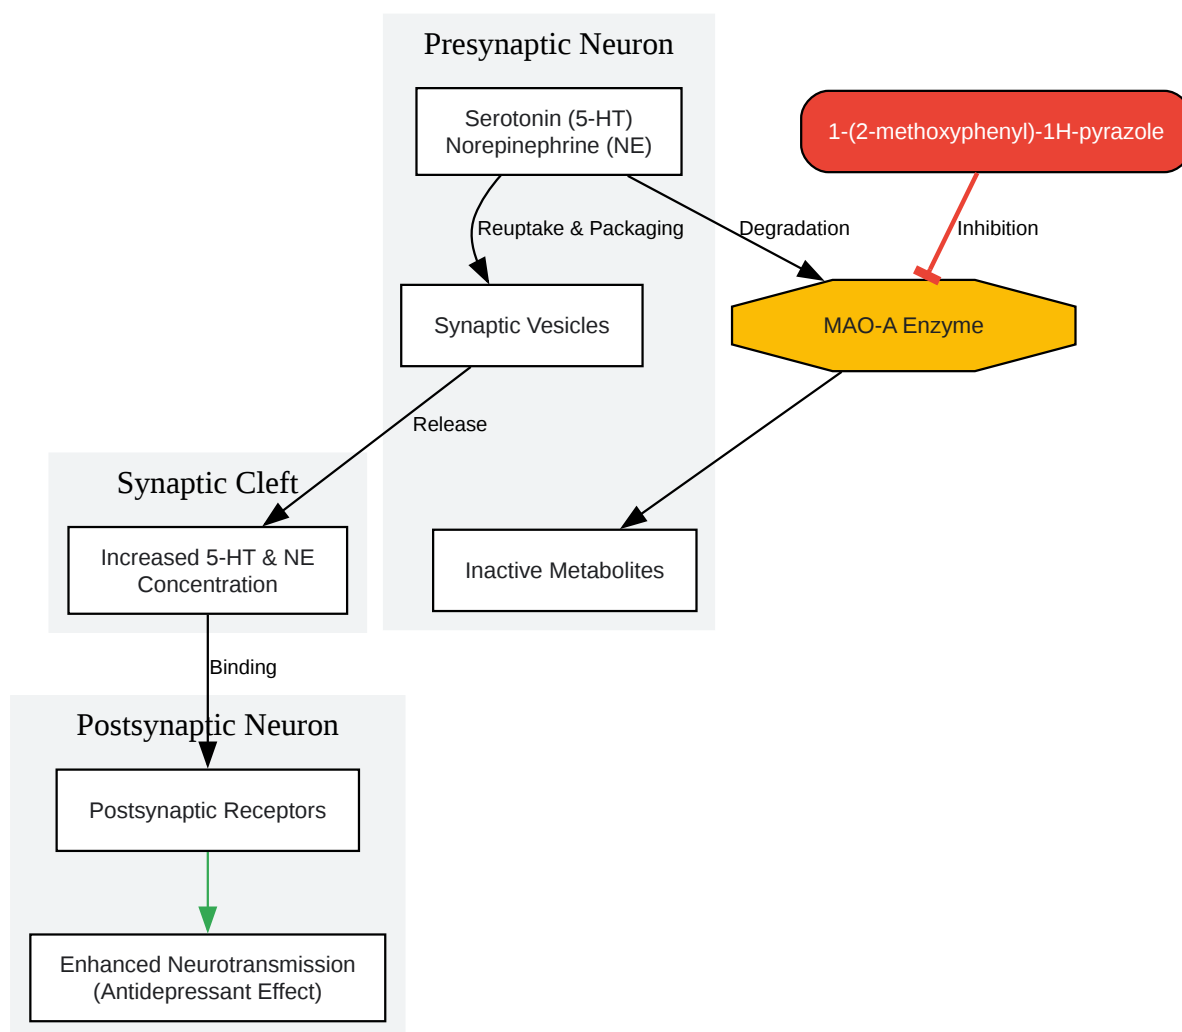 Presynaptic Neuron
Serotonin (5-HT)
Norepinephrine (NE)
1-(2-methoxyphenyl)-1H-pyrazole
Reuptake & Packaging
Degradation
Inhibition
Synaptic Vesicles
MAO-A Enzyme
Release
Synaptic Cleft
Increased 5-HT & NE
Concentration
Inactive Metabolites
Binding
Postsynaptic Neuron
Postsynaptic Receptors
Enhanced Neurotransmission
(Antidepressant Effect)